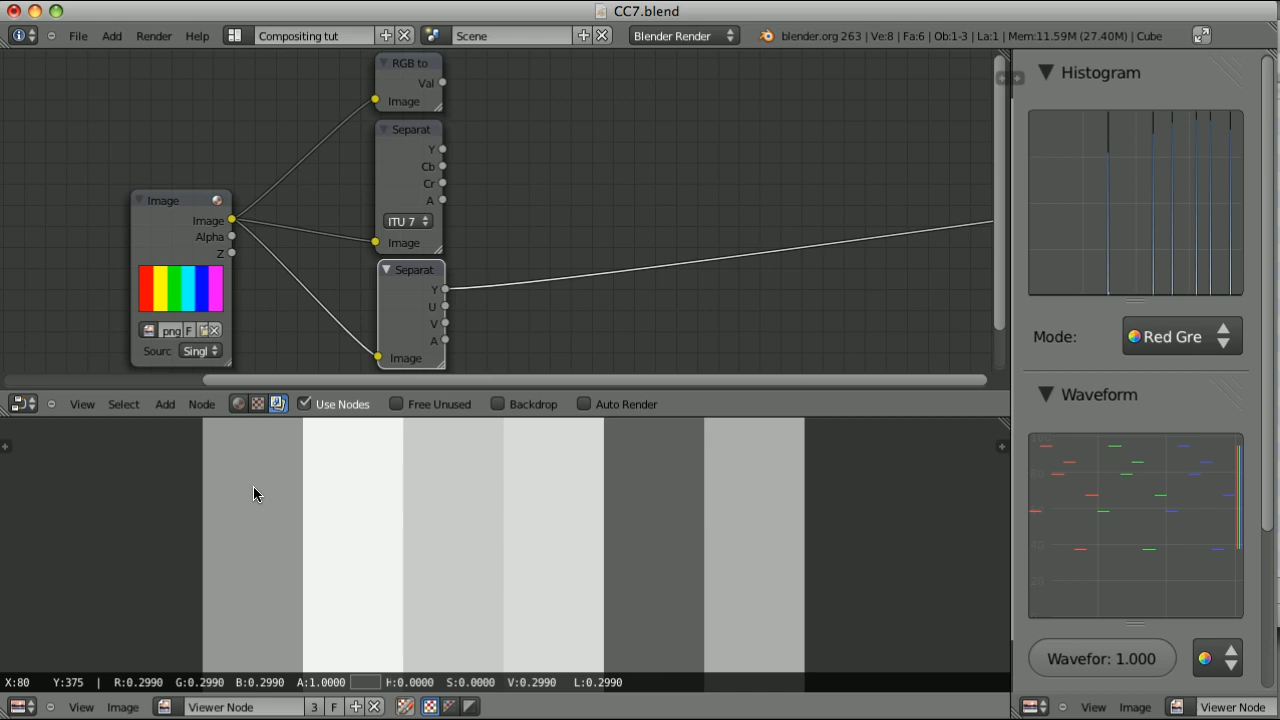 CC7.blend
File Add Render Help Compositing tut Scene Blender Render blender.org 263 | Ve:8 | Fa:6 | Ob:1-3 | La:1 | Mem:11.59M (27.40M) | Cube
RGB to
Val
Image
Separat
Y
Cb
Cr
A
ITU 7
Image
Image
Image
Alpha
Z
png F
Sourc Singl
Separat
Y
U
V
A
Image
View Select Add Node Use Nodes Free Unused Backdrop Auto Render
X:80 Y:375 | R:0.2990 G:0.2990 B:0.2990 A:1.0000 H:0.0000 S:0.0000 V:0.2990 L:0.2990
View Image Viewer Node 3 F
Histogram
Mode: Red Gre
Waveform
80
40
20
Wavefor: 1.000
View Image Viewer Node